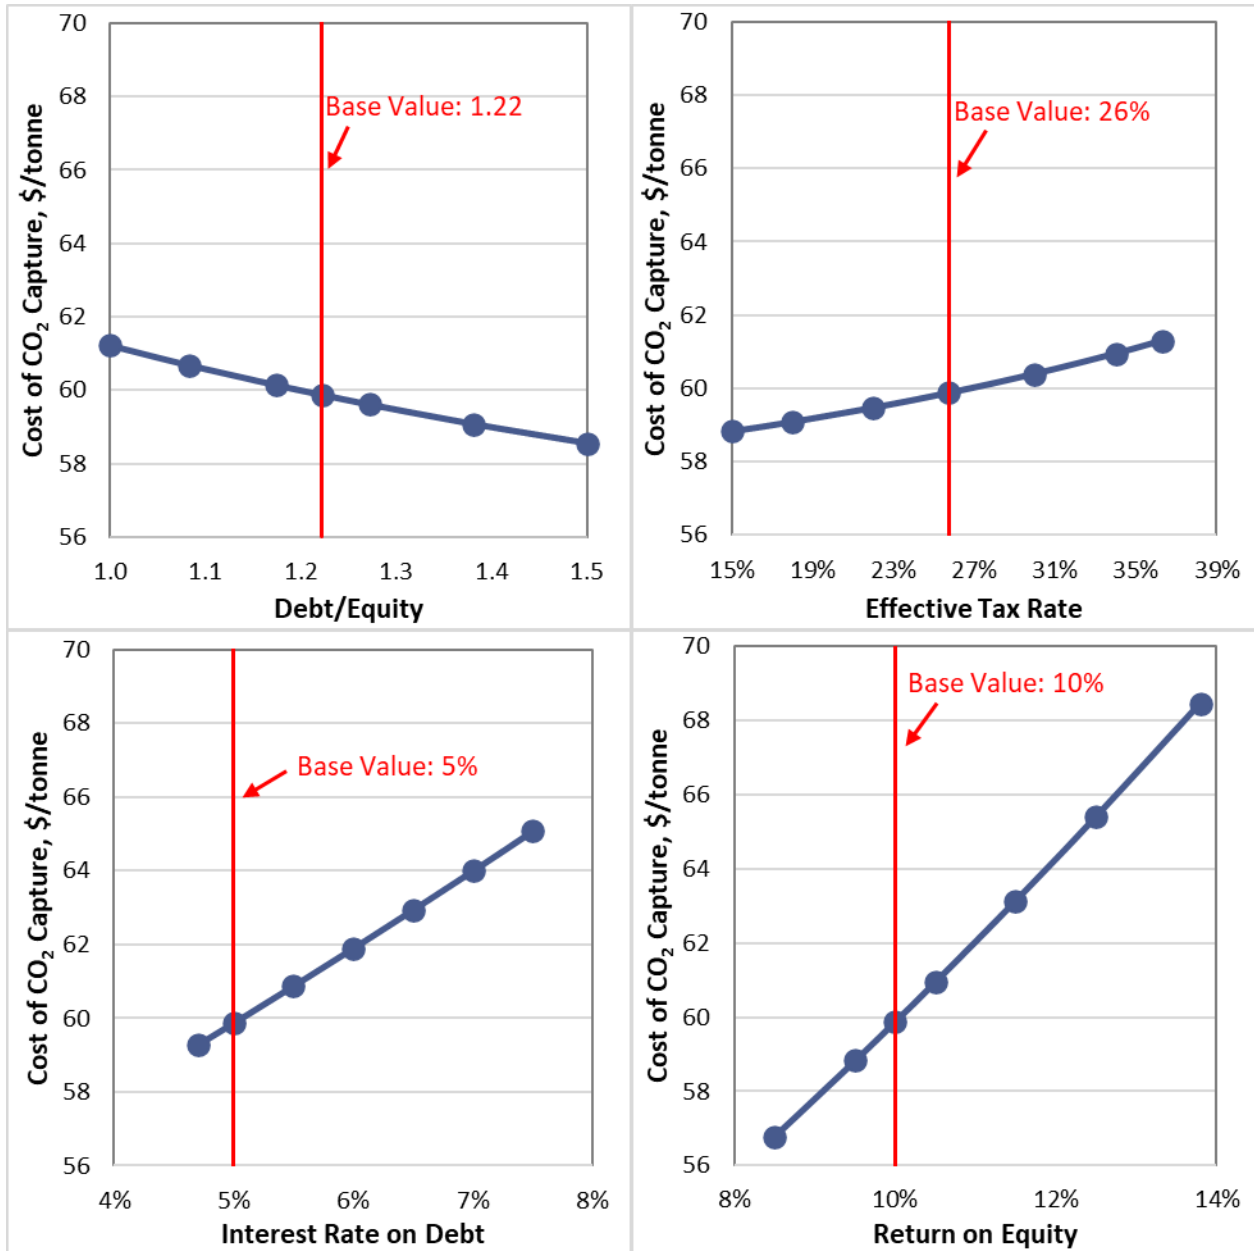 70
68
66
64
62
60
58
56
Cost of CO₂ Capture, $/tonne
Base Value: 1.22
1.0 1.1 1.2 1.3 1.4 1.5
Debt/Equity
70
68
66
64
62
60
58
56
Cost of CO₂ Capture, $/tonne
Base Value: 26%
15% 19% 23% 27% 31% 35% 39%
Effective Tax Rate
70
68
66
64
62
60
58
56
Cost of CO₂ Capture, $/tonne
Base Value: 5%
4% 5% 6% 7% 8%
Interest Rate on Debt
70
68
66
64
62
60
58
56
Cost of CO₂ Capture, $/tonne
Base Value: 10%
8% 10% 12% 14%
Return on Equity